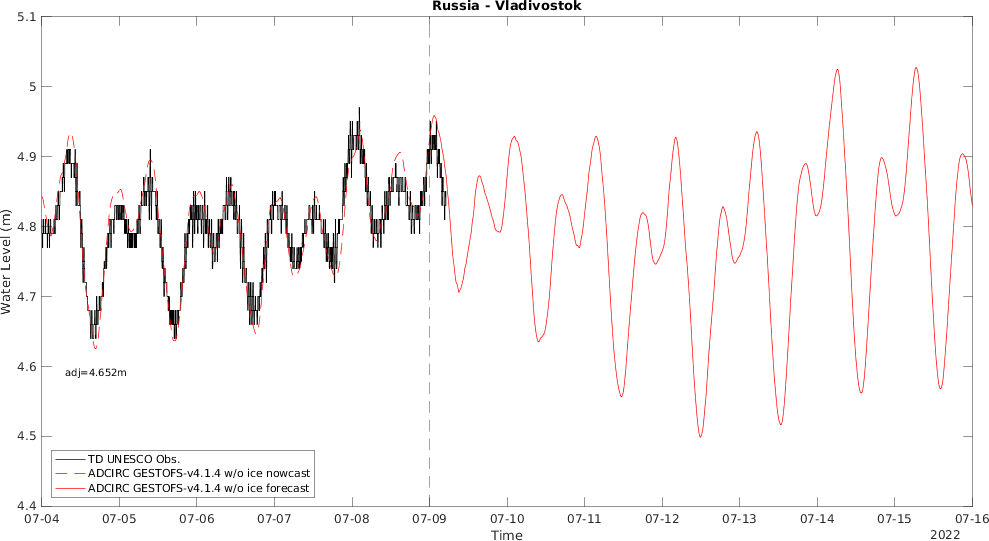 Russia - Vladivostok
5.1
5
4.9
4.8
4.7
4.6
4.5
4.4
Water Level (m)
adj=4.652m
TD UNESCO Obs.
ADCIRC GESTOFS-v4.1.4 w/o ice nowcast
ADCIRC GESTOFS-v4.1.4 w/o ice forecast
07-04 07-05 07-06 07-07 07-08 07-09 07-10 07-11 07-12 07-13 07-14 07-15 07-16
Time
2022